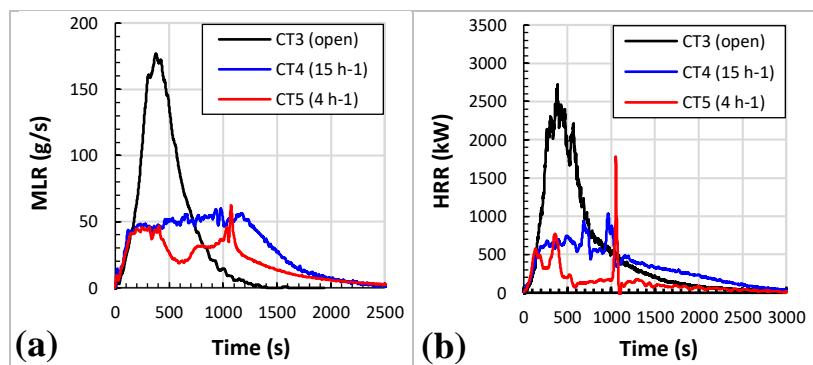 200
150
100
50
0
MLR (g/s)
CT3 (open)
CT4 (15 h-1)
CT5 (4 h-1)
0 500 1000 1500 2000 2500
Time (s)
(a)
3500
3000
2500
2000
1500
1000
500
0
HRR (kW)
CT3 (open)
CT4 (15 h-1)
CT5 (4 h-1)
0 500 1000 1500 2000 2500 3000
Time (s)
(b)